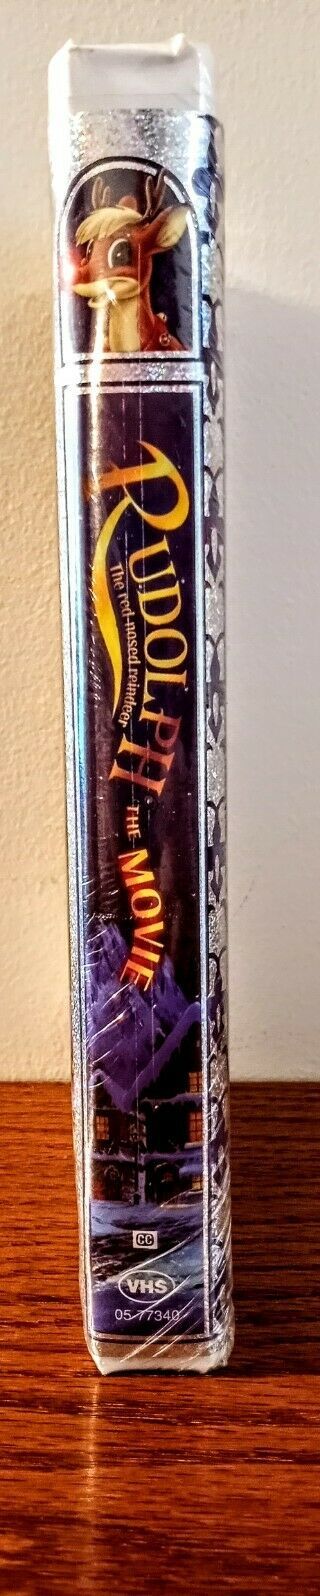 RUDOLPH
The red-nosed reindeer
THE MOVIE
CC
VHS
05-77340